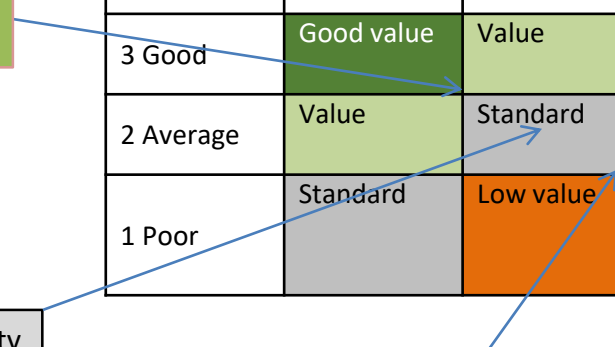 3 Good
Good value
Value
2 Average
Value
Standard
1 Poor
Standard
Low value